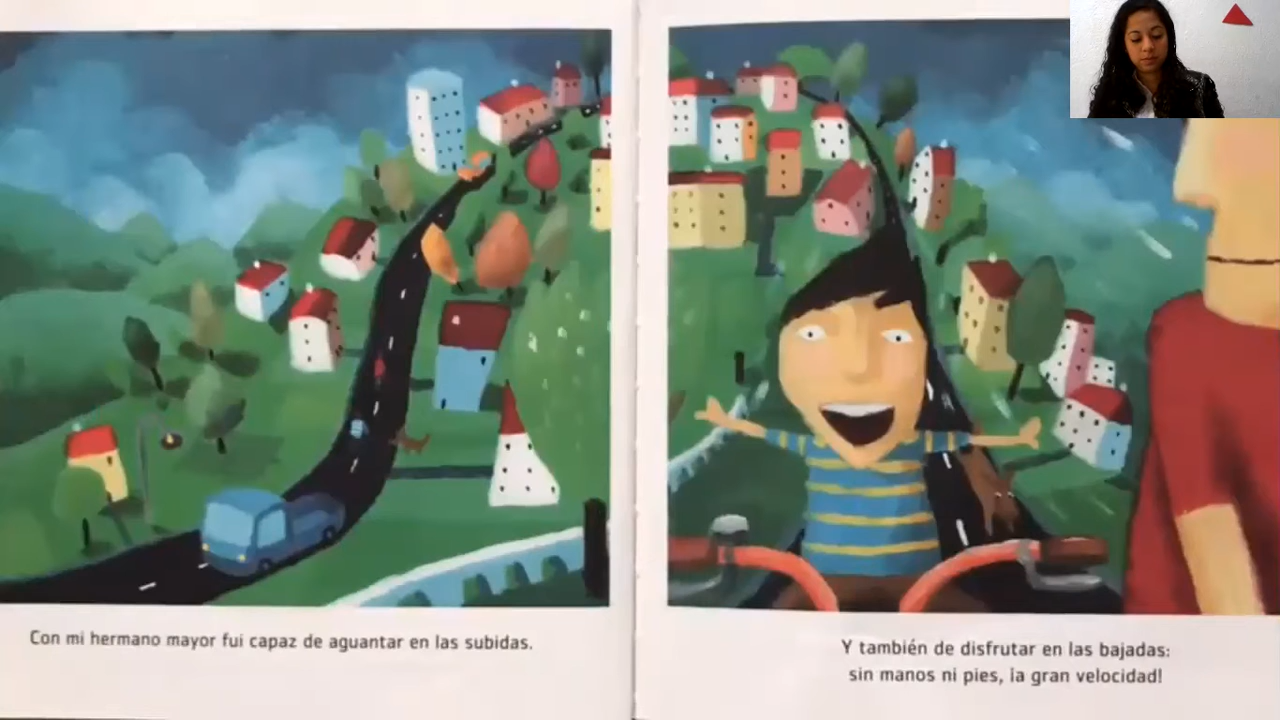 Con mi hermano mayor fui capaz de aguantar en las subidas.
Y también de disfrutar en las bajadas:
sin manos ni pies, ¡a gran velocidad!